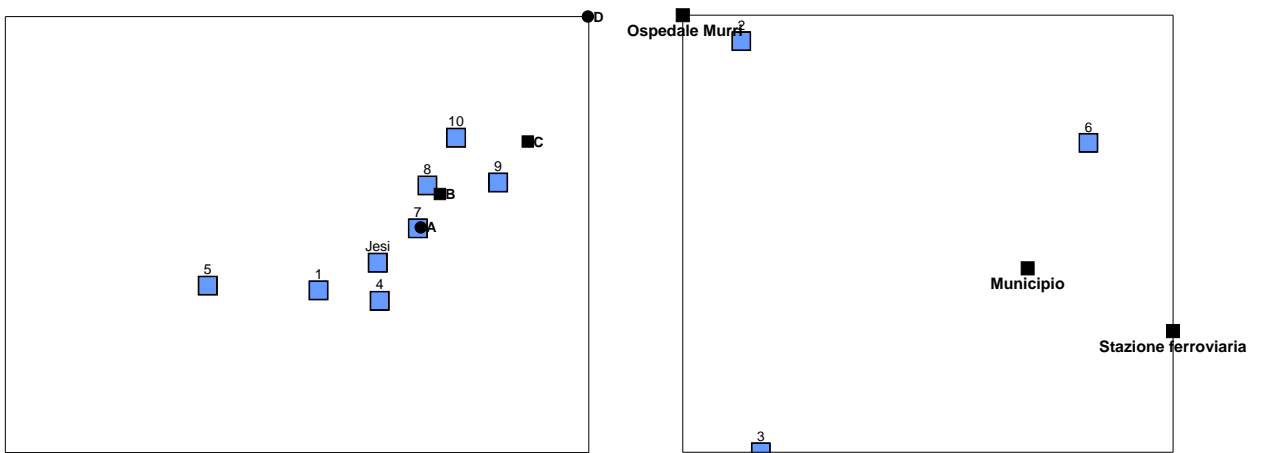 D
10
C
8
9
B
7
A
Jesi
5
1
4
Ospedale Murri
2
6
Municipio
Stazione ferroviaria
3